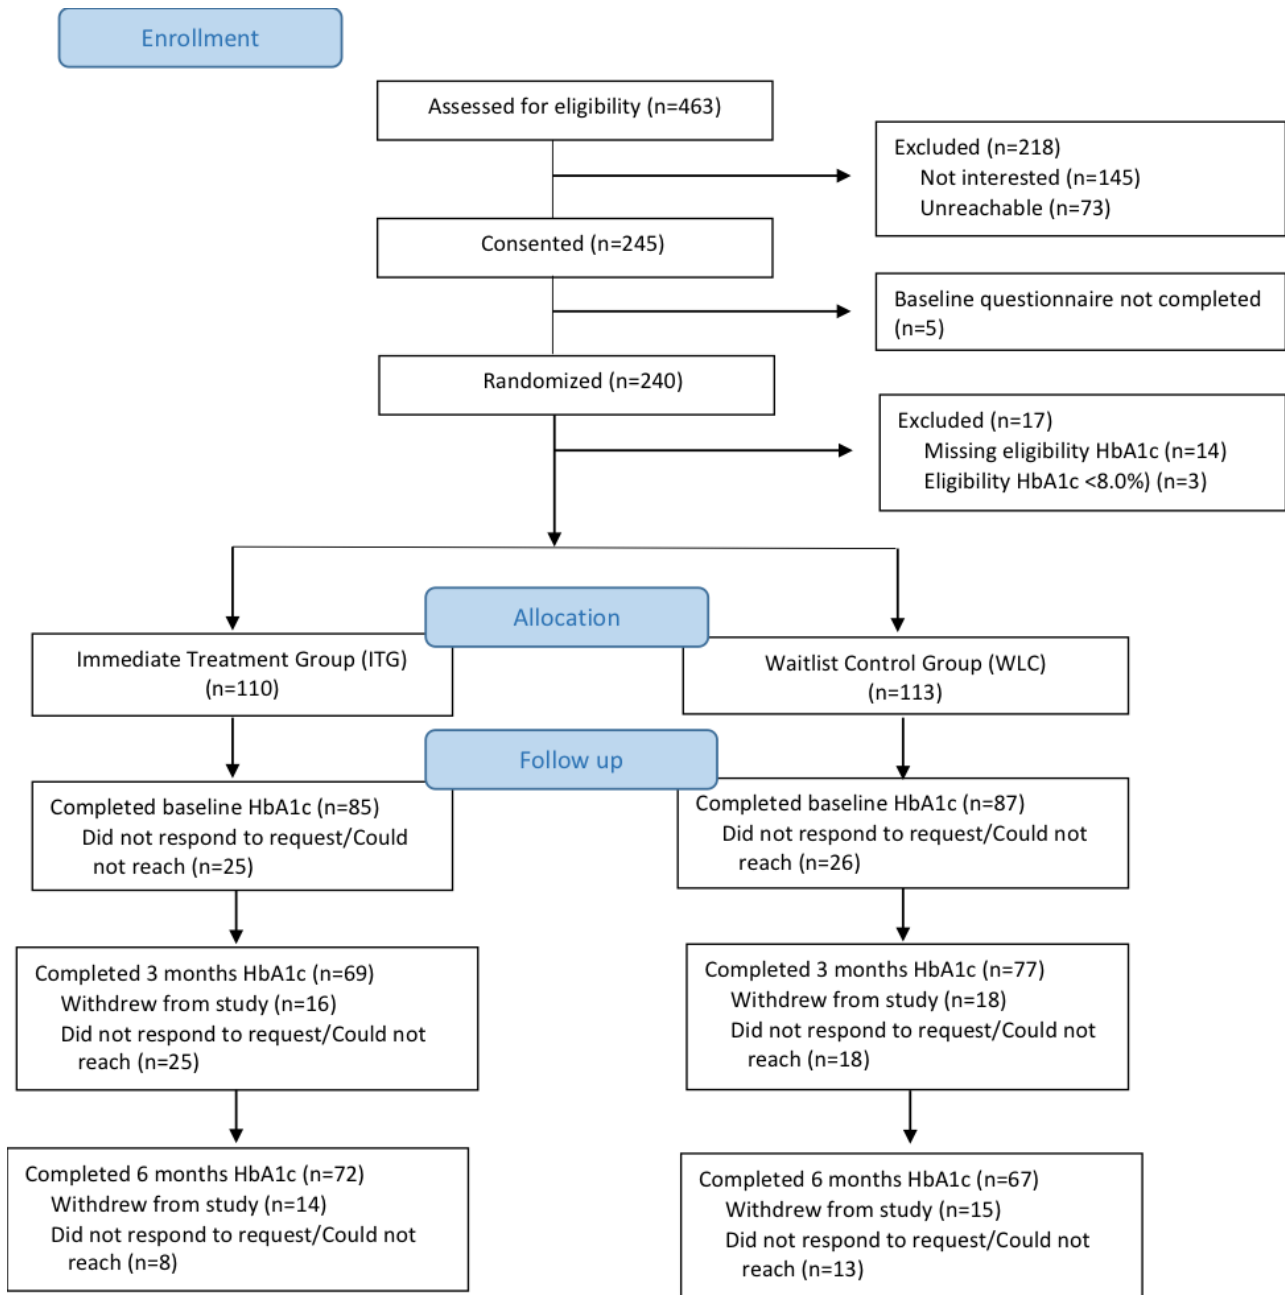 Enrollment
Assessed for eligibility (n=463)
Excluded (n=218)
Not interested (n=145)
Unreachable (n=73)
Consented (n=245)
Baseline questionnaire not completed
(n=5)
Randomized (n=240)
Excluded (n=17)
Missing eligibility HbA1c (n=14)
Eligibility HbA1c <8.0%) (n=3)
Allocation
Immediate Treatment Group (ITG)
(n=110)
Waitlist Control Group (WLC)
(n=113)
Follow up
Completed baseline HbA1c (n=85)
Did not respond to request/Could
not reach (n=25)
Completed baseline HbA1c (n=87)
Did not respond to request/Could not
reach (n=26)
Completed 3 months HbA1c (n=69)
Withdrew from study (n=16)
Did not respond to request/Could not
reach (n=25)
Completed 3 months HbA1c (n=77)
Withdrew from study (n=18)
Did not respond to request/Could not
reach (n=18)
Completed 6 months HbA1c (n=72)
Withdrew from study (n=14)
Did not respond to request/Could not
reach (n=8)
Completed 6 months HbA1c (n=67)
Withdrew from study (n=15)
Did not respond to request/Could not
reach (n=13)